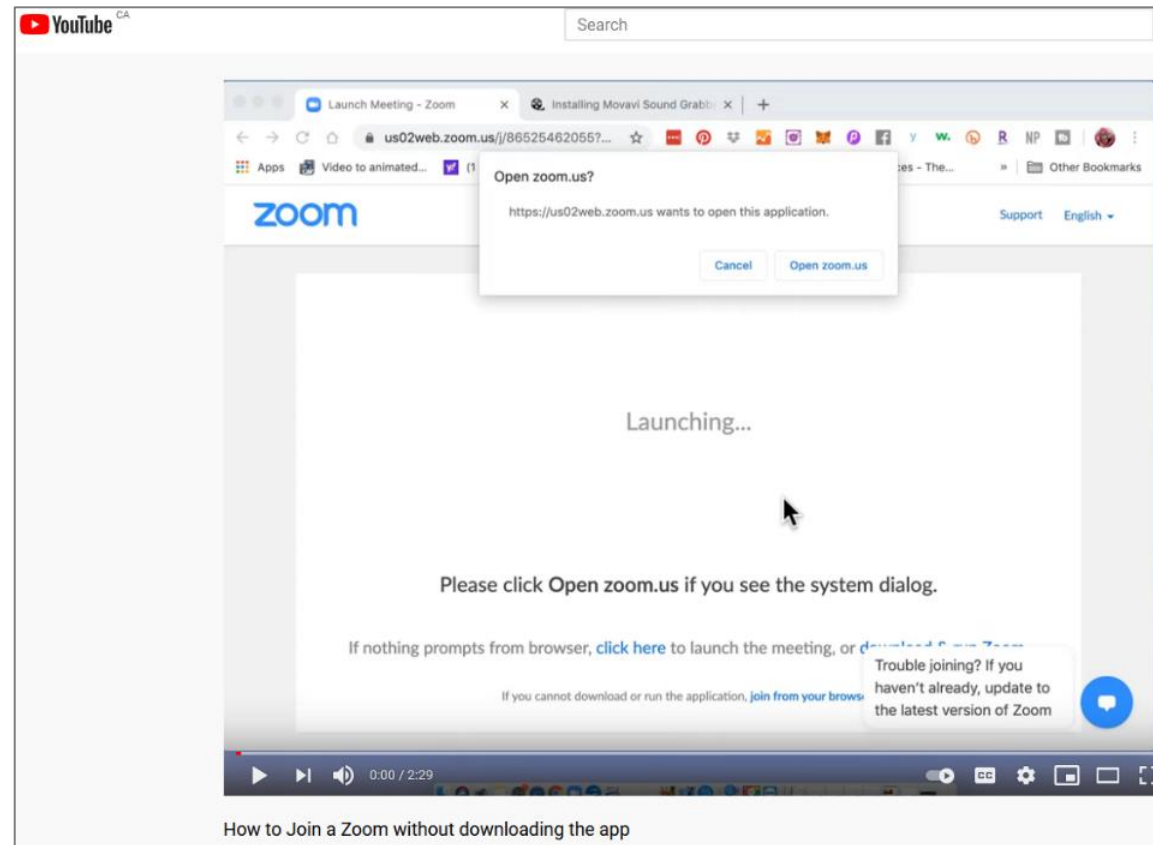 YouTube CA
Search
Launch Meeting - Zoom
Installing Movavi Sound Grabb
us02web.zoom.us/j/86525462055?...
y w. R NP
Apps Video to animated... (1 :es - The... » Other Bookmarks
Open zoom.us?
https://us02web.zoom.us wants to open this application.
Cancel Open zoom.us
zoom
Support English
Launching...
Please click Open zoom.us if you see the system dialog.
If nothing prompts from browser, click here to launch the meeting, or
If you cannot download or run the application, join from your brows
Trouble joining? If you
haven't already, update to
the latest version of Zoom
0:00 / 2:29
CC
How to Join a Zoom without downloading the app